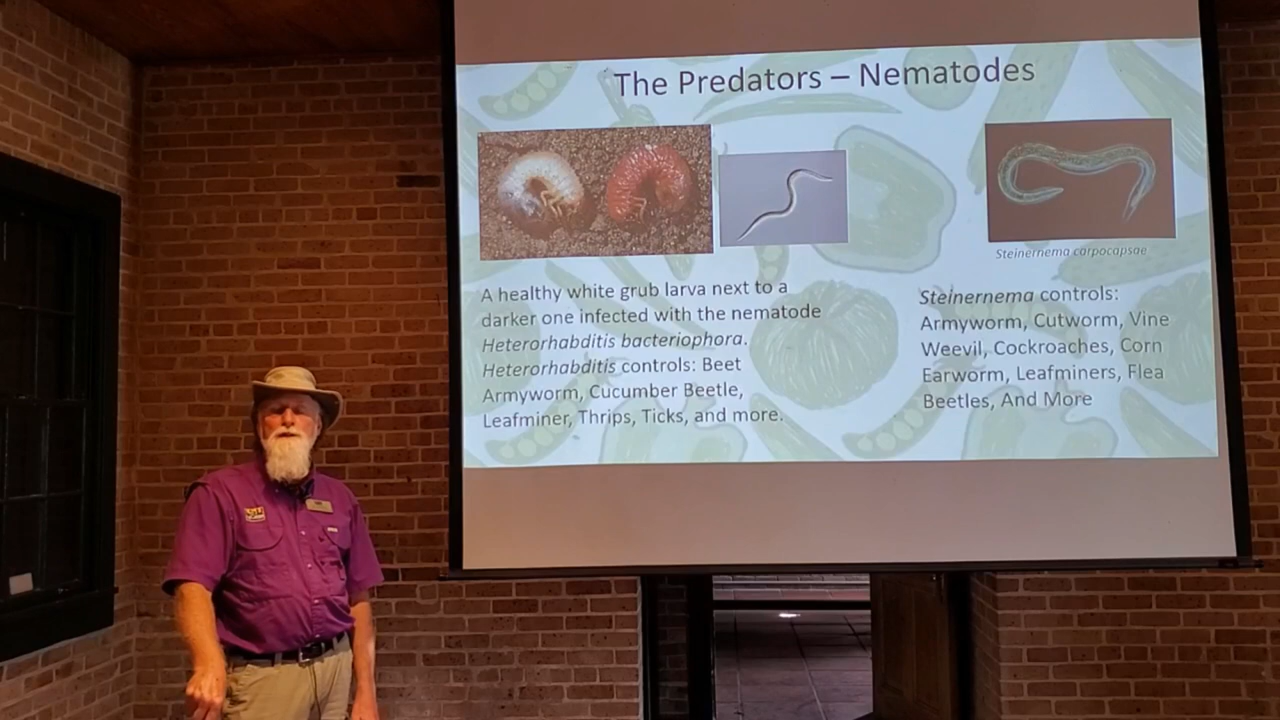 The Predators – Nematodes
Steinernema carpocapsae
A healthy white grub larva next to a
darker one infected with the nematode
Heterorhabditis bacteriophora.
Heterorhabditis controls: Beet
Armyworm, Cucumber Beetle,
Leafminer, Thrips, Ticks, and more.
Steinernema controls:
Armyworm, Cutworm, Vine
Weevil, Cockroaches, Corn
Earworm, Leafminers, Flea
Beetles, And More
LSU